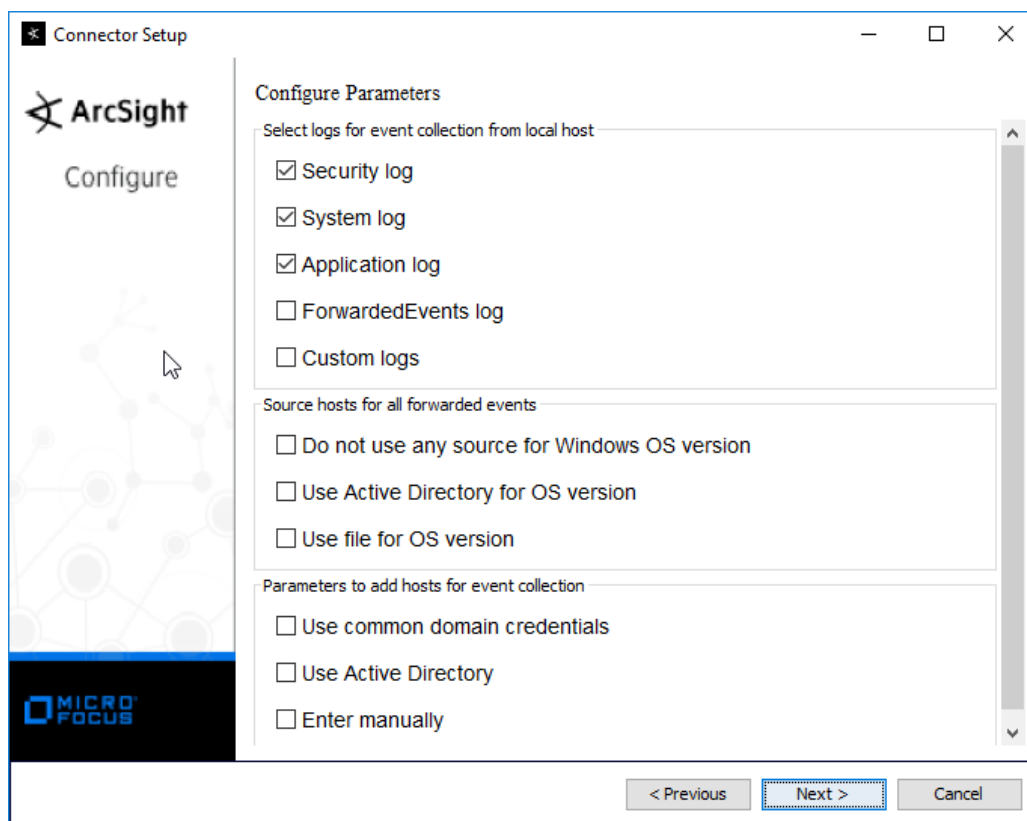 Connector Setup
ArcSight
Configure
Configure Parameters
Select logs for event collection from local host
Security log
System log
Application log
ForwardedEvents log
Custom logs
Source hosts for all forwarded events
Do not use any source for Windows OS version
Use Active Directory for OS version
Use file for OS version
Parameters to add hosts for event collection
Use common domain credentials
Use Active Directory
Enter manually
MICRO
FOCUS
< Previous
Next >
Cancel